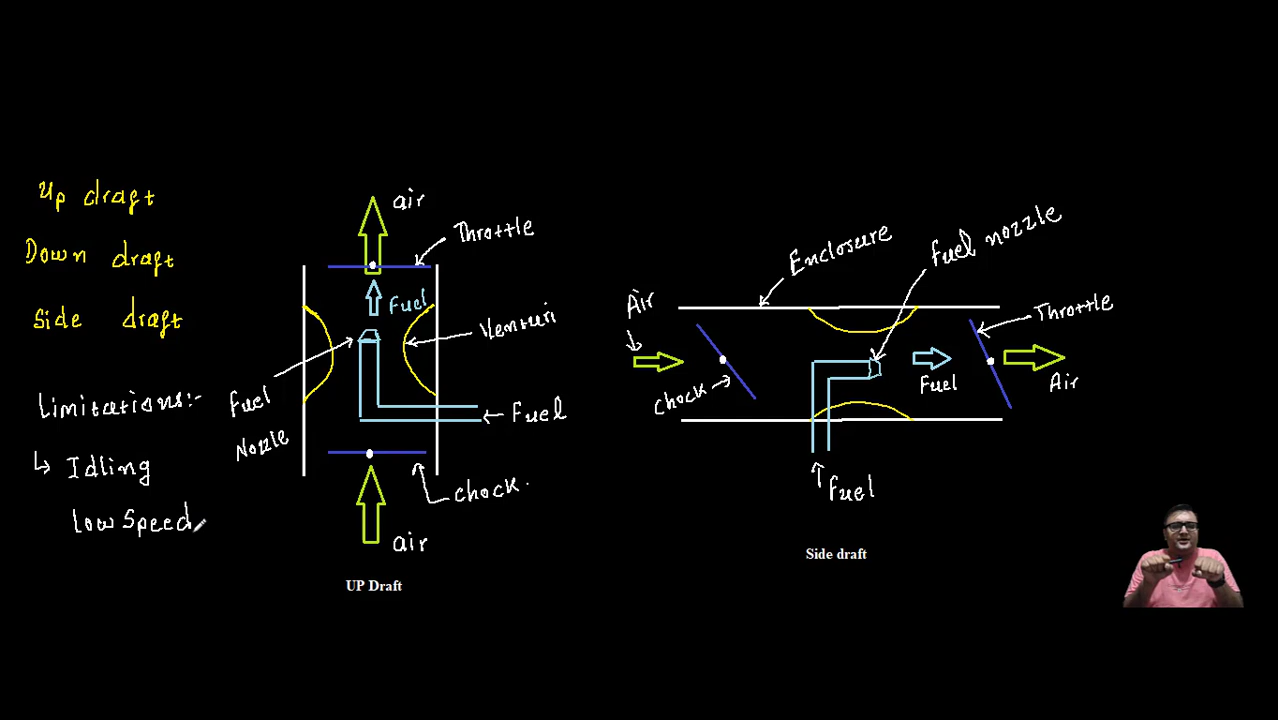 Up draft
Down draft
Side draft
Limitations:-
↳ Idling
Low Speed
air
Throttle
Fuel
Venturi
Fuel
Nozzle
← Fuel
chock.
air
UP Draft
Enclosure
Fuel nozzle
Air
Throttle
chock
Fuel
Air
Fuel
Side draft